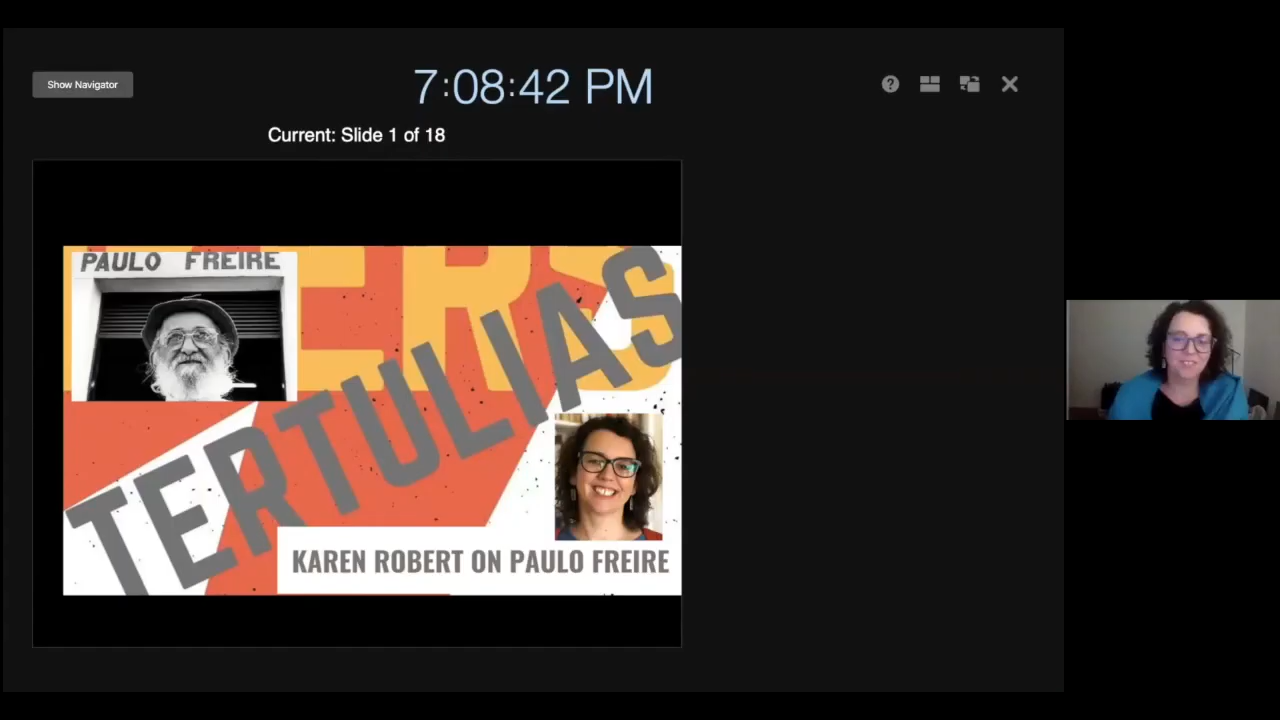 Show Navigator
7:08:42 PM
Current: Slide 1 of 18
PAULO FREIRE
ERS
TERTULIAS
KAREN ROBERT ON PAULO FREIRE